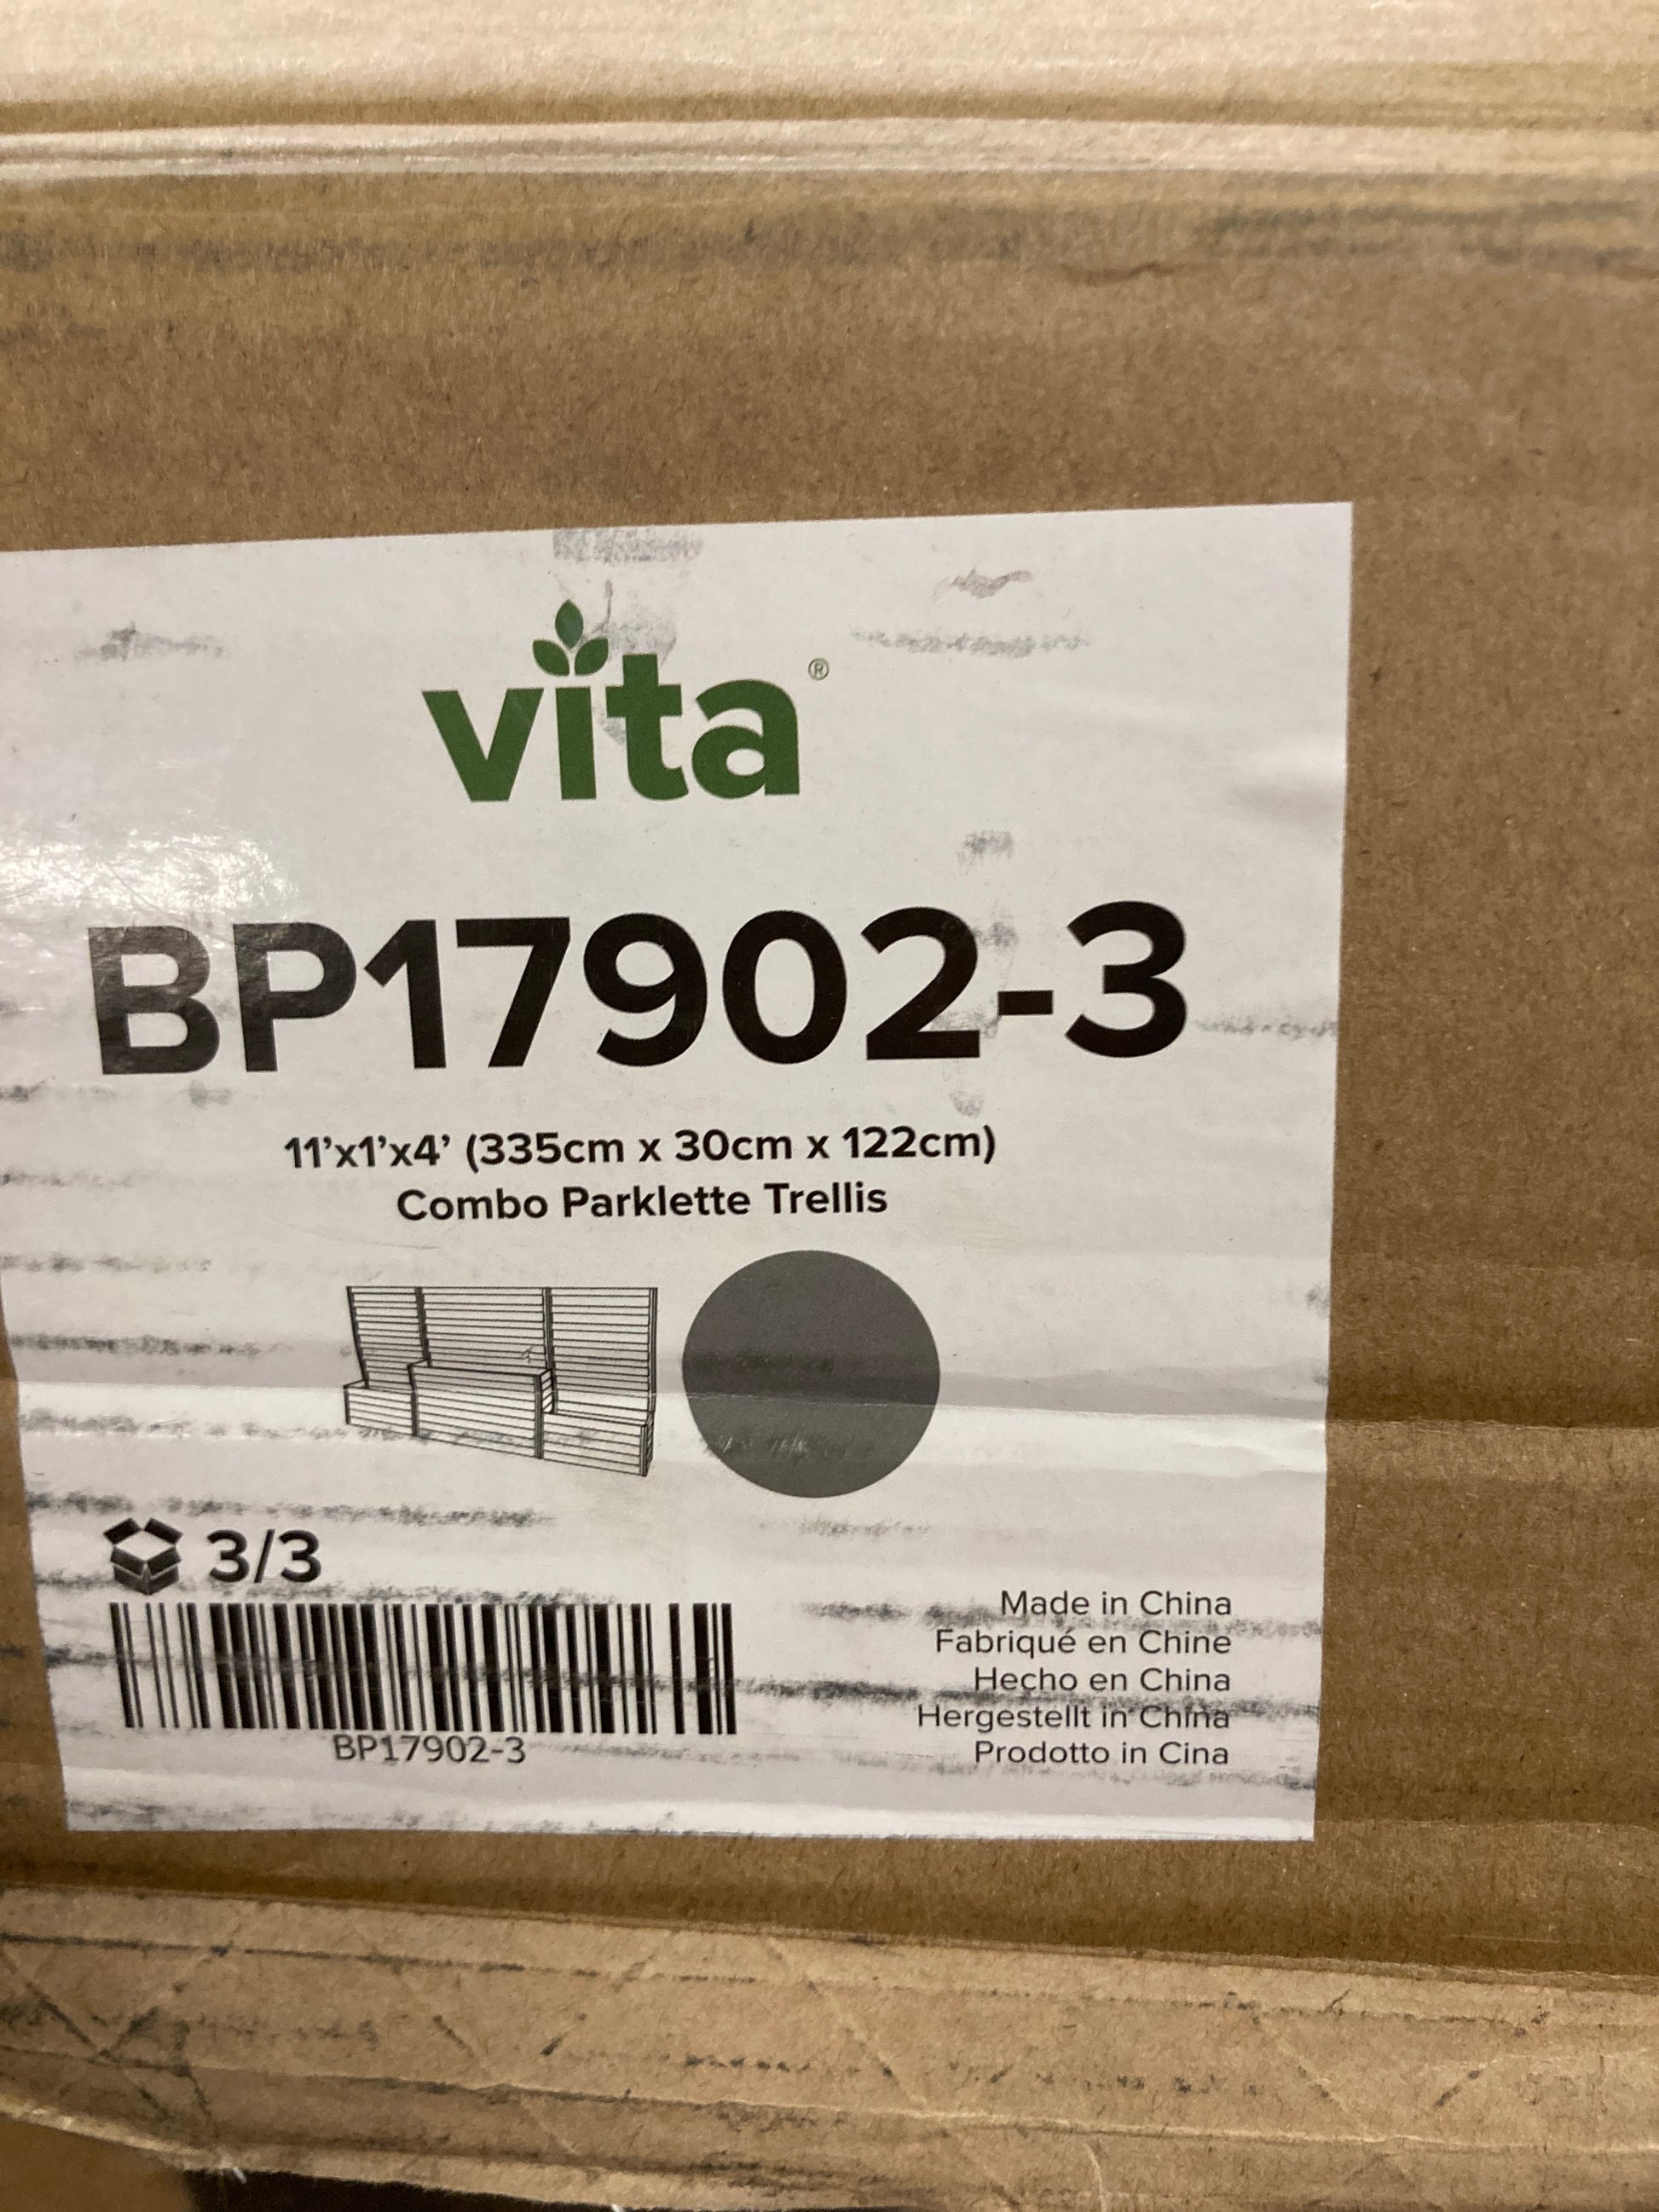 vita®
BP17902-3
11'x1'x4' (335cm x 30cm x 122cm)
Combo Parklette Trellis
3/3
BP17902-3
Made in China
Fabriqué en Chine
Hecho en China
Hergestellt in China
Prodotto in Cina